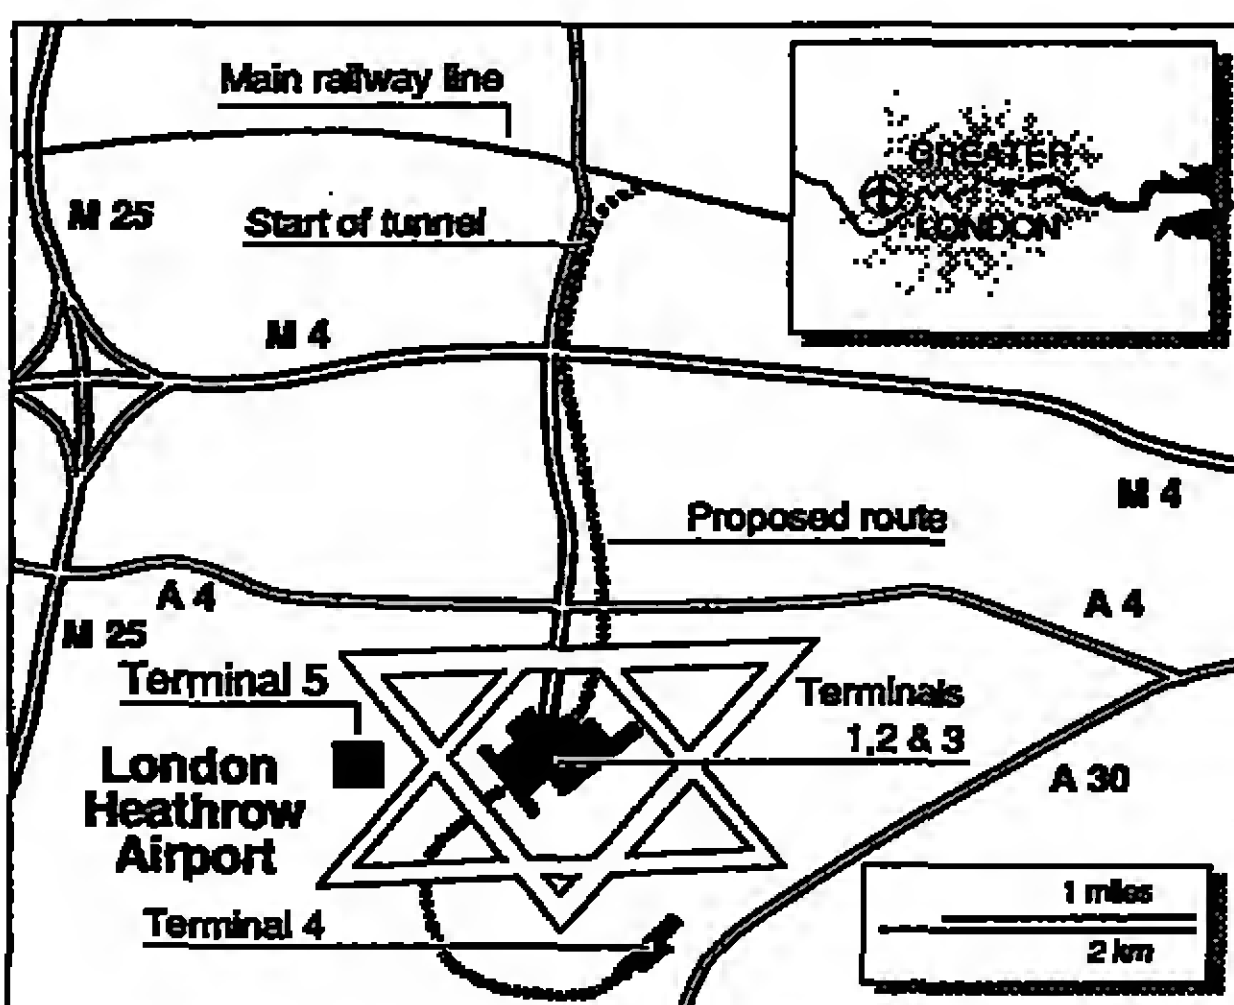 Main railway line
GREATER
LONDON
M 25
Start of tunnel
M 4
M 4
Proposed route
A 4
A 4
M 25
Terminal 5
Terminals
1,2 & 3
London
Heathrow
Airport
A 30
1 miles
2 km
Terminal 4